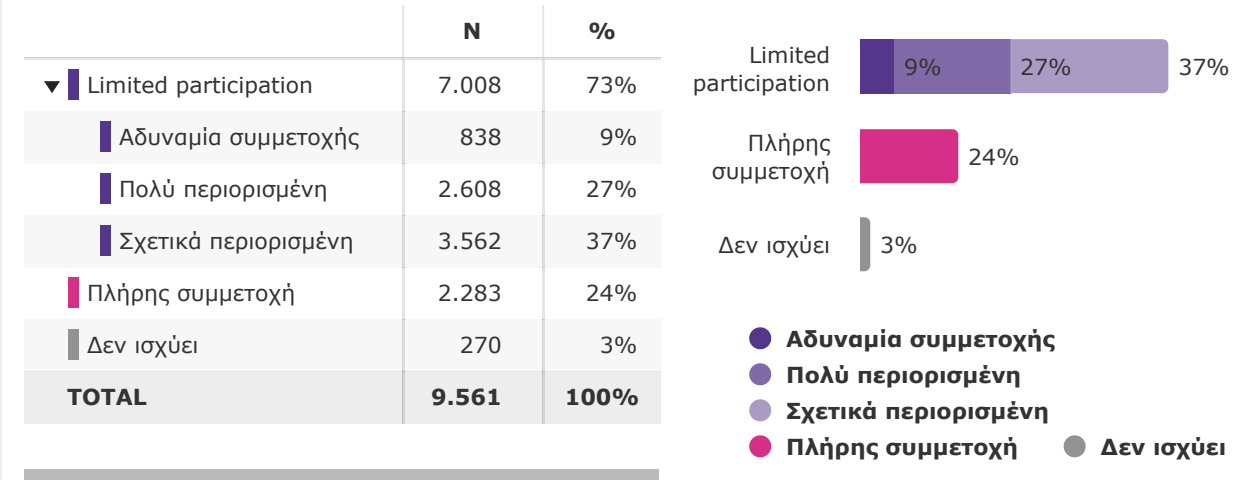 N %
Limited participation 7.008 73%
Αδυναμία συμμετοχής 838 9%
Πολύ περιορισμένη 2.608 27%
Σχετικά περιορισμένη 3.562 37%
Πλήρης συμμετοχή 2.283 24%
Δεν ισχύει 270 3%
TOTAL 9.561 100%
Limited
participation
9% 27% 37%
Πλήρης
συμμετοχή
24%
Δεν ισχύει 3%
Αδυναμία συμμετοχής
Πολύ περιορισμένη
Σχετικά περιορισμένη
Πλήρης συμμετοχή Δεν ισχύει